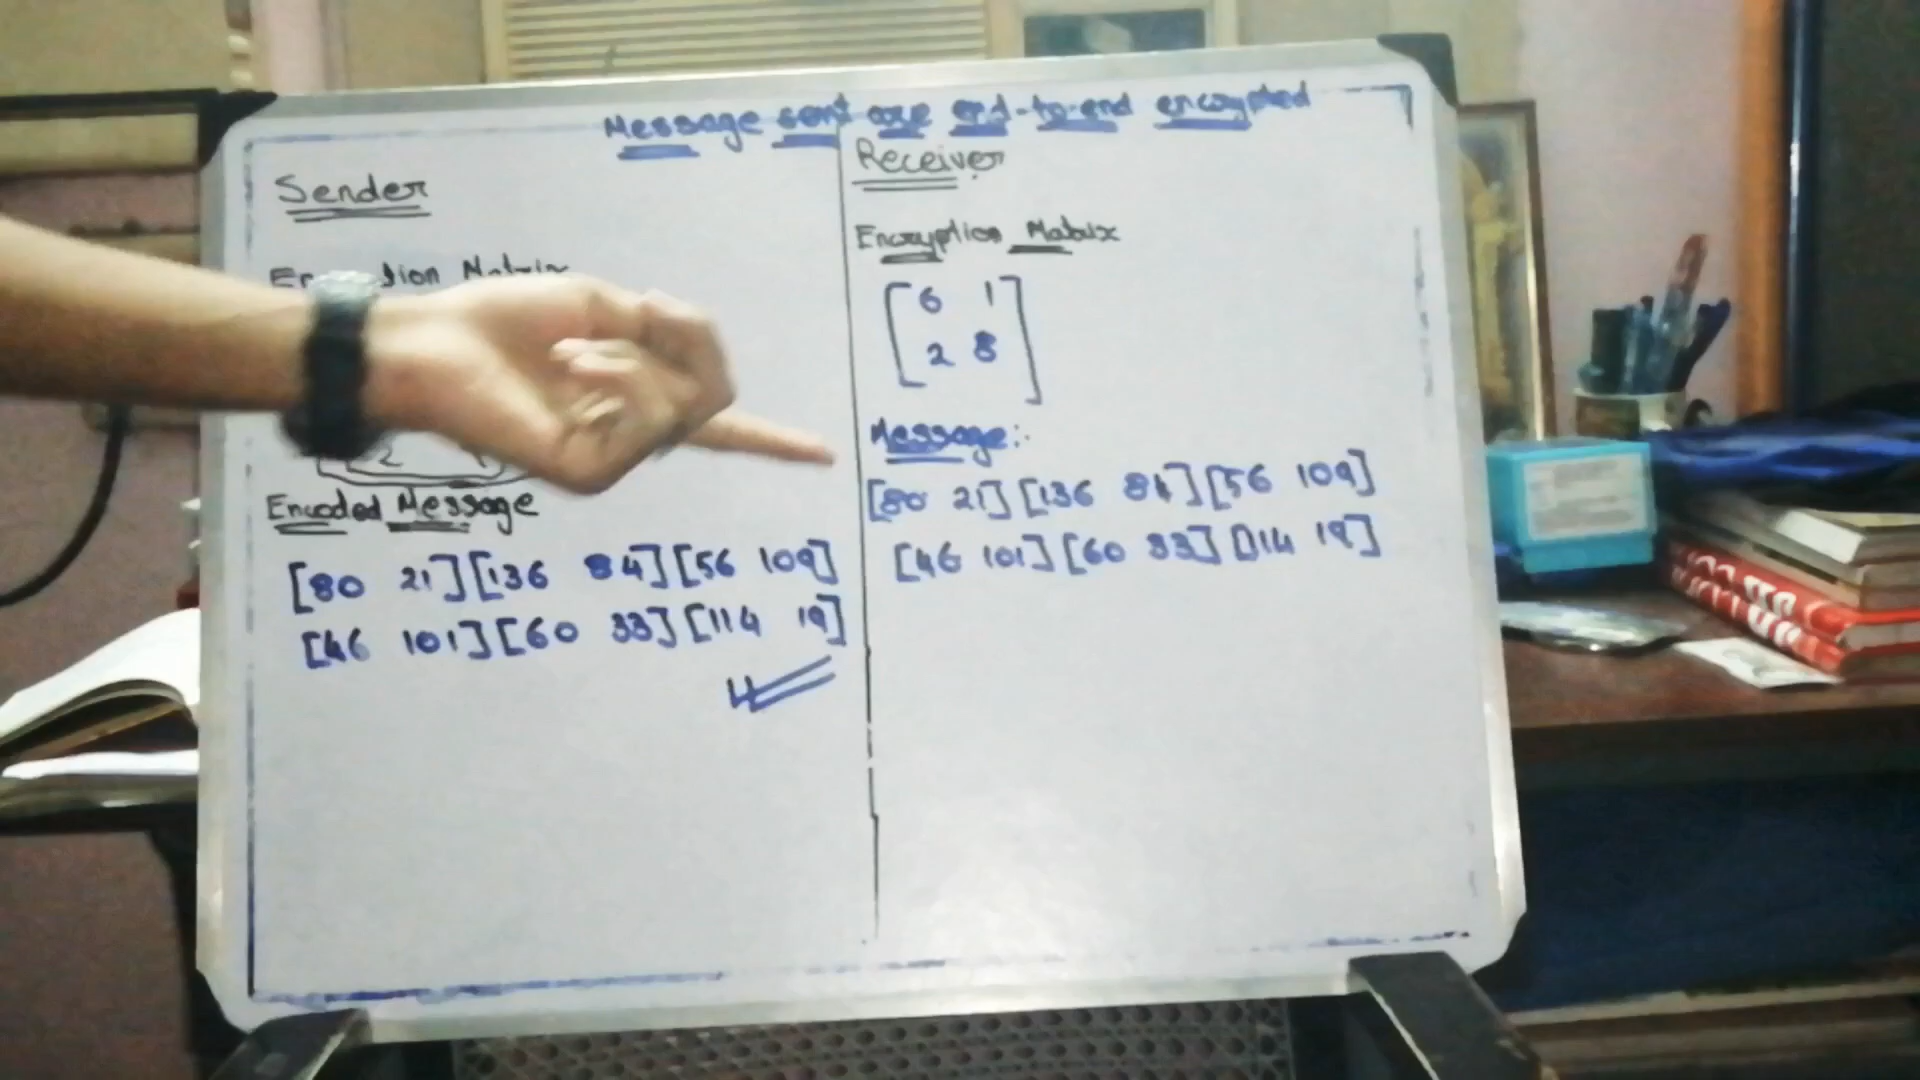 Message sent are end-to-end encrypted
Sender
Encoded Message
[80 21] [136 84] [56 109]
[46 101] [60 33] [114 19]
Receiver
Encryption Matrix
6 1
2 8
Message:-
[80 21] [136 84] [56 109]
[46 101] [60 33] [114 19]